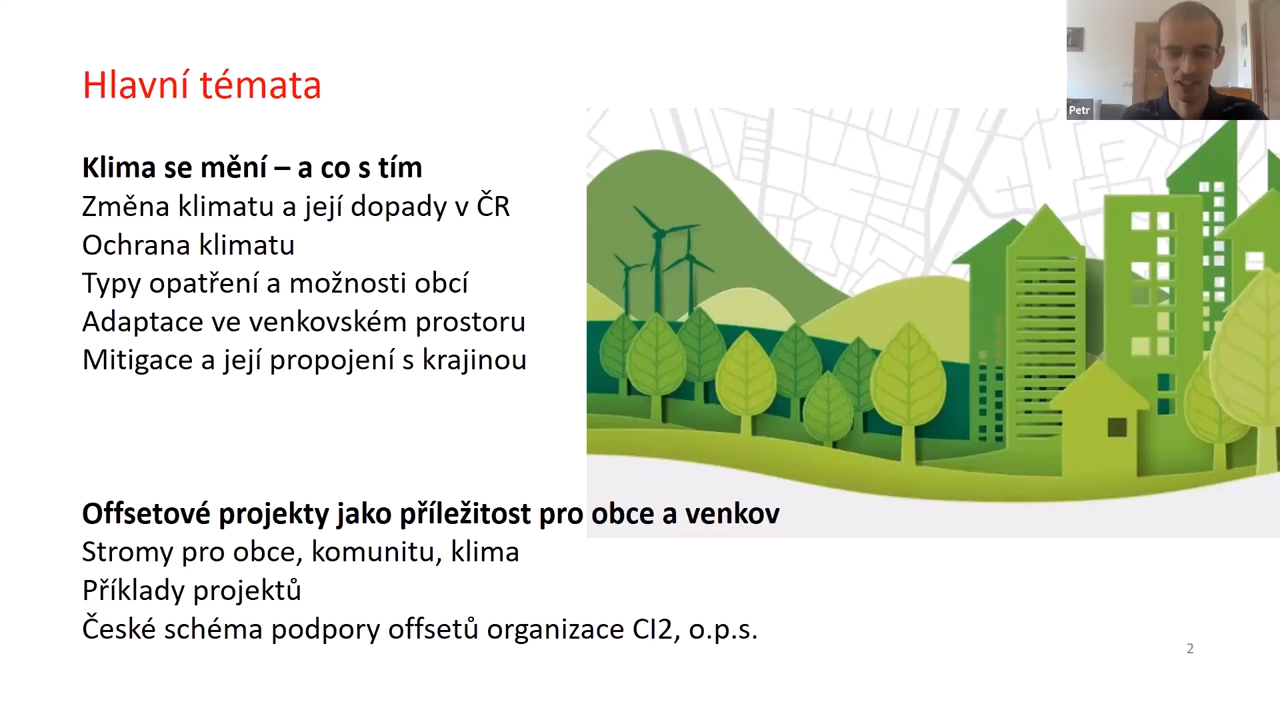 Hlavní témata
Petr
Klima se mění – a co s tím
Změna klimatu a její dopady v ČR
Ochrana klimatu
Typy opatření a možnosti obcí
Adaptace ve venkovském prostoru
Mitigace a její propojení s krajinou
Offsetové projekty jako příležitost pro obce a venkov
Stromy pro obce, komunitu, klima
Příklady projektů
České schéma podpory offsetů organizace CI2, o.p.s.
2